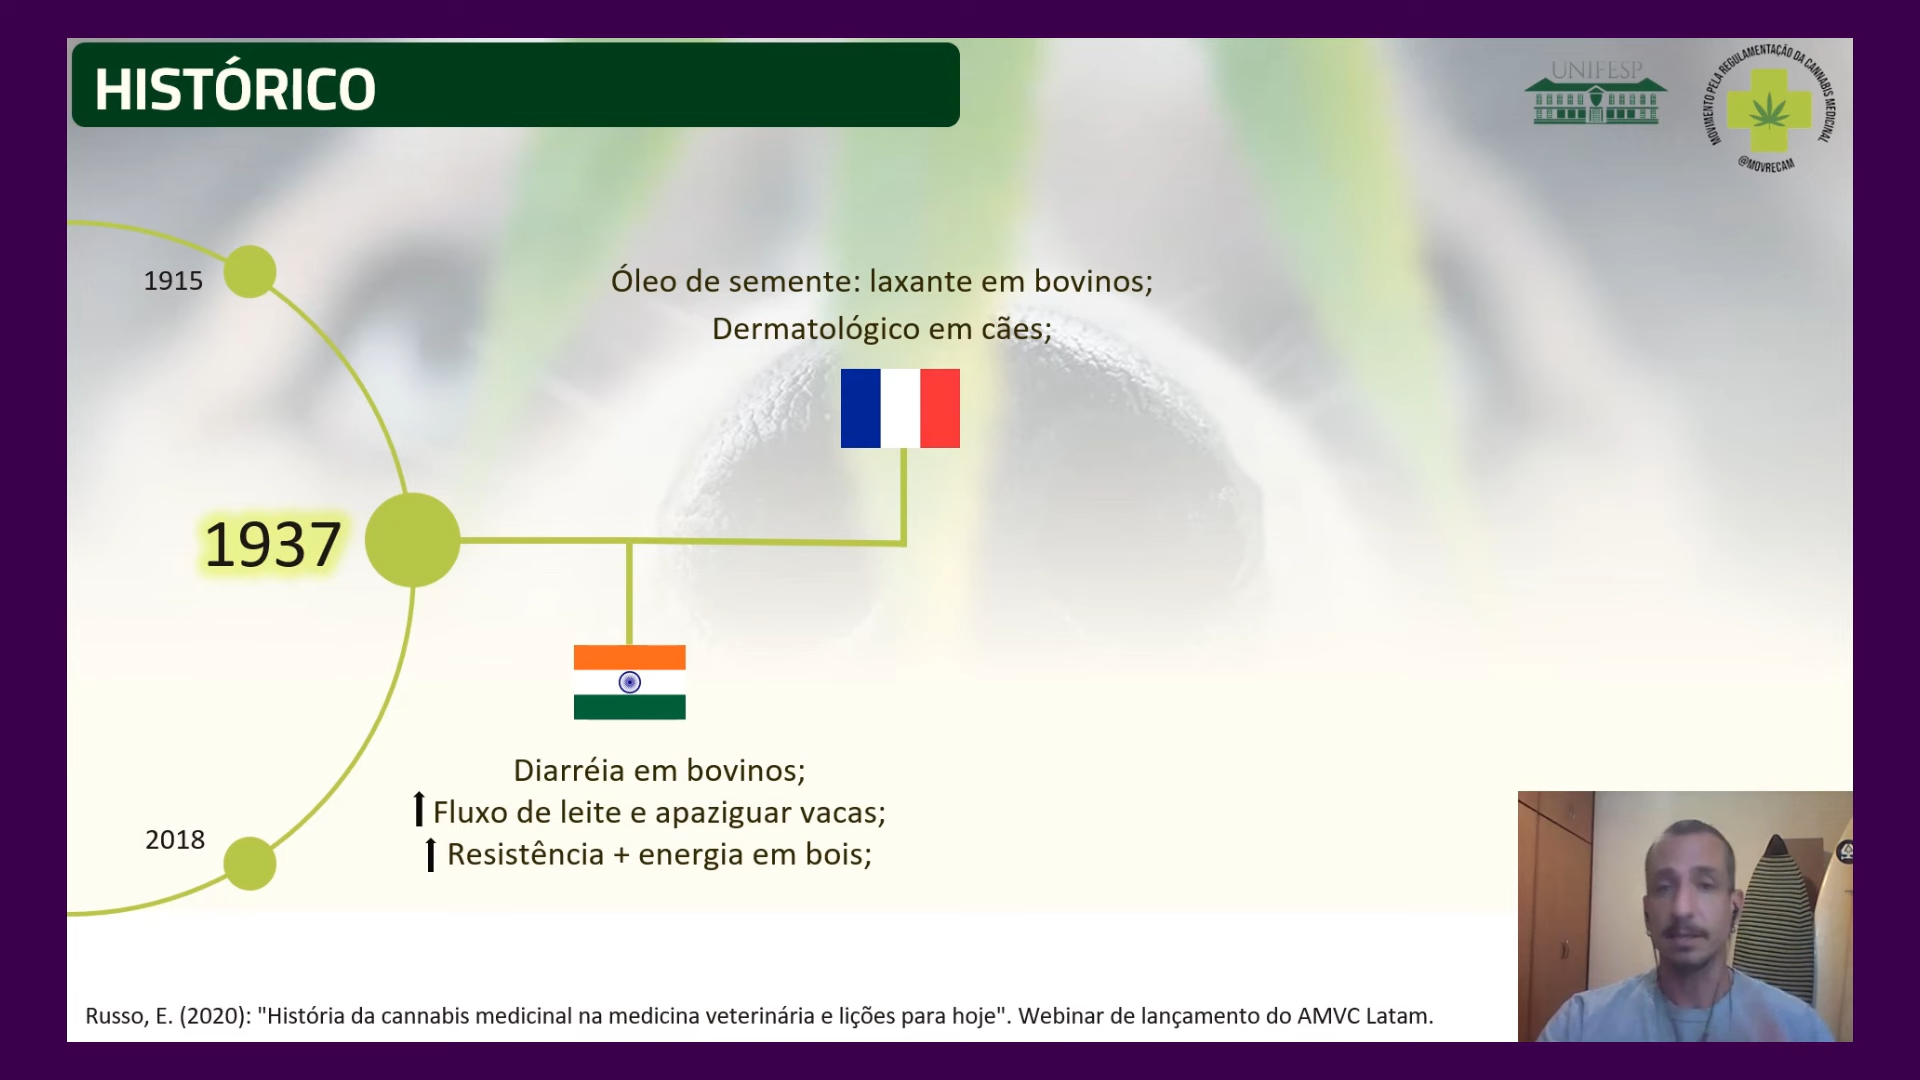 HISTÓRICO
UNIFESP
MOVIMENTO PELA REGULAMENTAÇÃO DA CANNABIS MEDICINAL
@MOVRECAM
1915
Óleo de semente: laxante em bovinos;
Dermatológico em cães;
1937
Diarréia em bovinos;
Fluxo de leite e apaziguar vacas;
Resistência + energia em bois;
2018
Russo, E. (2020): "História da cannabis medicinal na medicina veterinária e lições para hoje". Webinar de lançamento do AMVC Latam.